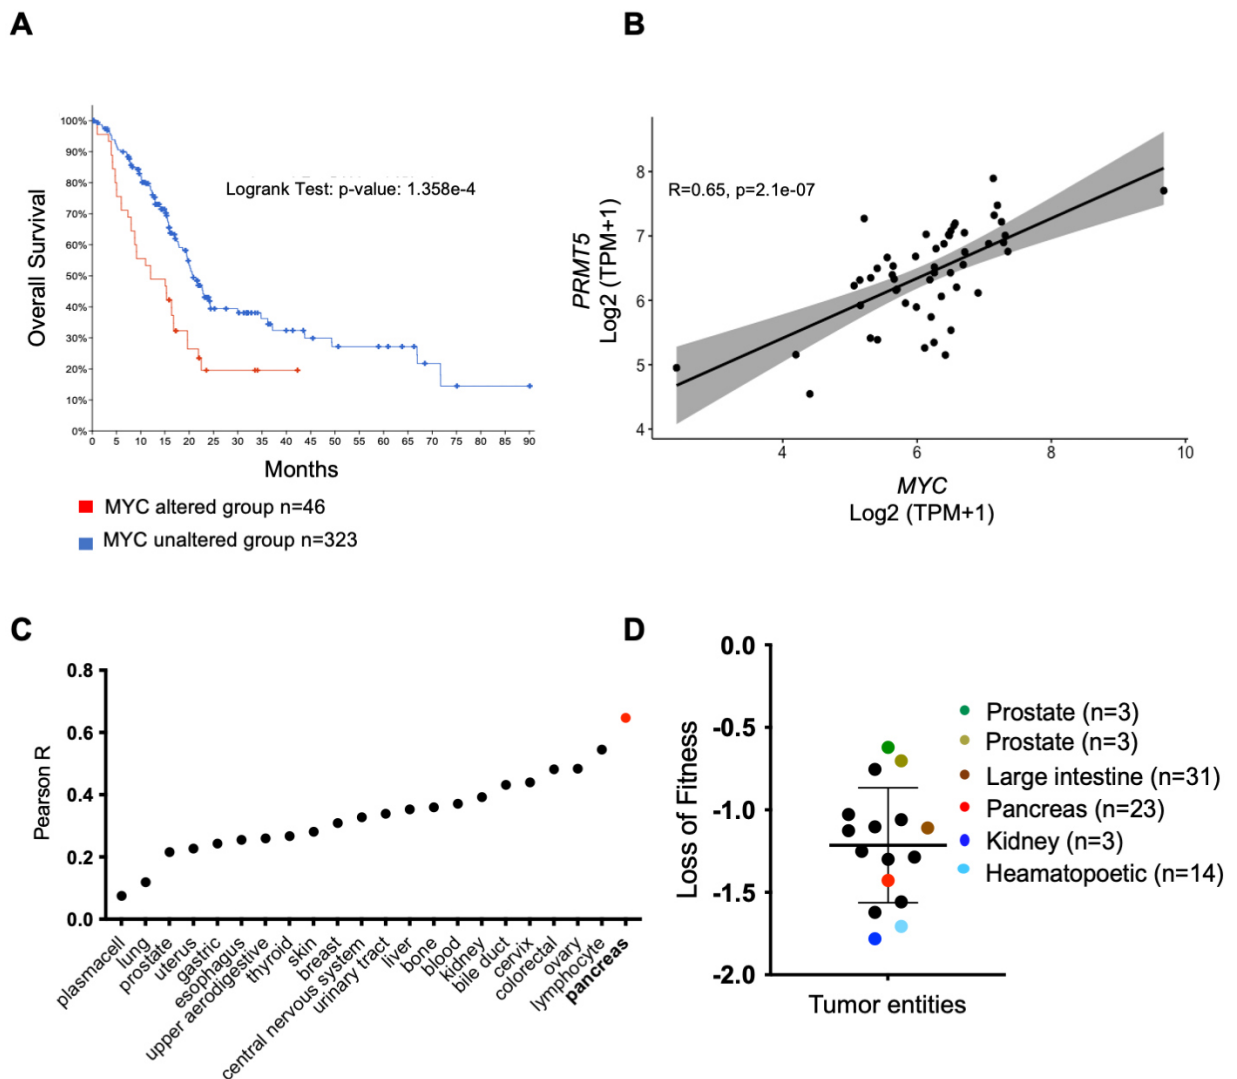 A
100%
90%
80%
70%
60%
50%
40%
30%
20%
10%
0%
Overall Survival
Logrank Test: p-value: 1.358e-4
0 5 10 15 20 25 30 35 40 45 50 55 60 65 70 75 80 85 90
Months
MYC altered group n=46
MYC unaltered group n=323
B
8
7
6
5
4
PRMT5
Log2 (TPM+1)
R=0.65, p=2.1e-07
4 6 8 10
MYC
Log2 (TPM+1)
C
0.8
0.6
0.4
0.2
0.0
Pearson R
plasmacell
lung
prostate
uterus
gastric
esophagus
upper aerodigestive
thyroid
skin
breast
central nervous system
urinary tract
liver
bone
blood
kidney
bile duct
cervix
colorectal
ovary
lymphocyte
pancreas
D
0.0
-0.5
-1.0
-1.5
-2.0
Loss of Fitness
Tumor entities
Prostate (n=3)
Prostate (n=3)
Large intestine (n=31)
Pancreas (n=23)
Kidney (n=3)
Heamatopoetic (n=14)